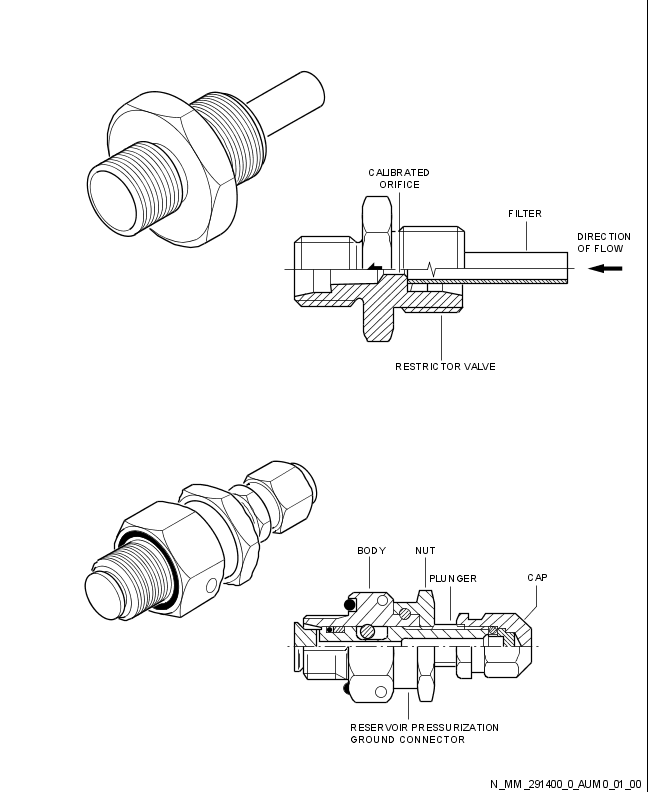 CALIBRATED
ORIFICE
FILTER
DIRECTION
OF FLOW
RESTRICTOR VALVE
BODY
NUT
PLUNGER
CAP
RESERVOIR PRESSURIZATION
GROUND CONNECTOR
N_MM_291400_0_AUM0_01_00